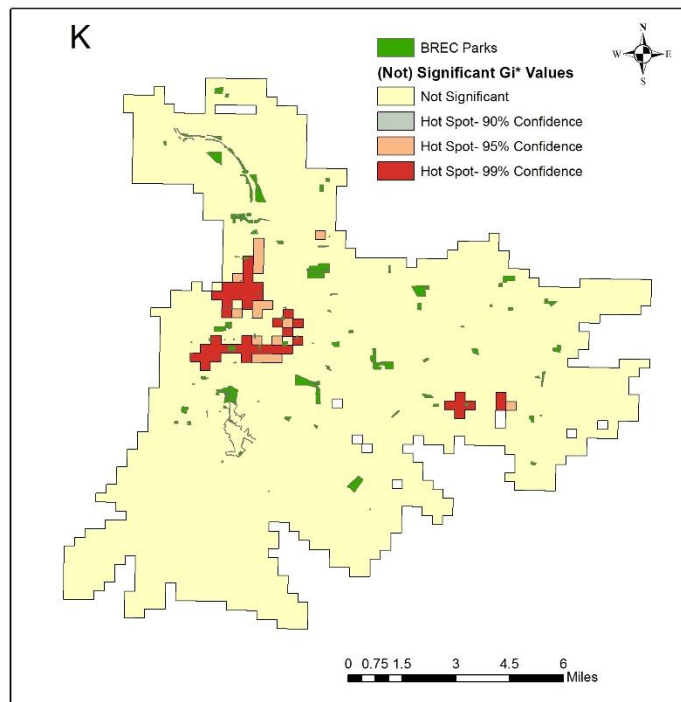 K
BREC Parks
(Not) Significant Gi* Values
Not Significant
Hot Spot- 90% Confidence
Hot Spot- 95% Confidence
Hot Spot- 99% Confidence
N
W E
S
0 0.75 1.5 3 4.5 6
Miles